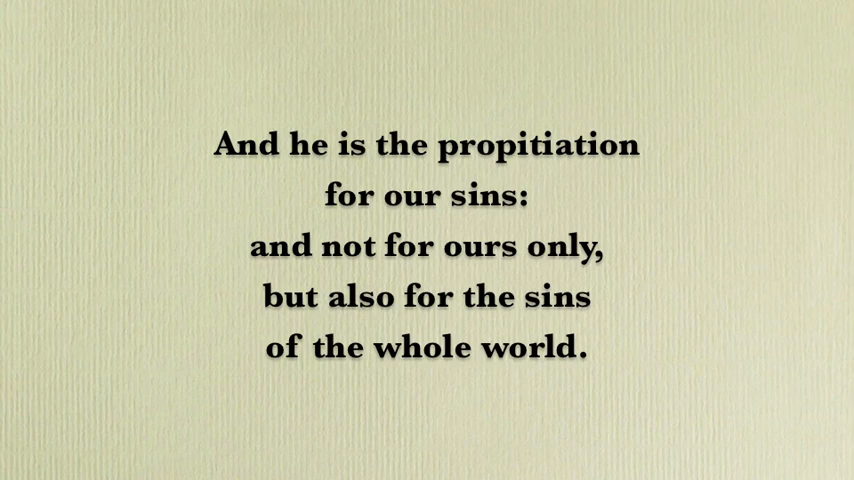 And he is the propitiation
for our sins:
and not for ours only,
but also for the sins
of the whole world.